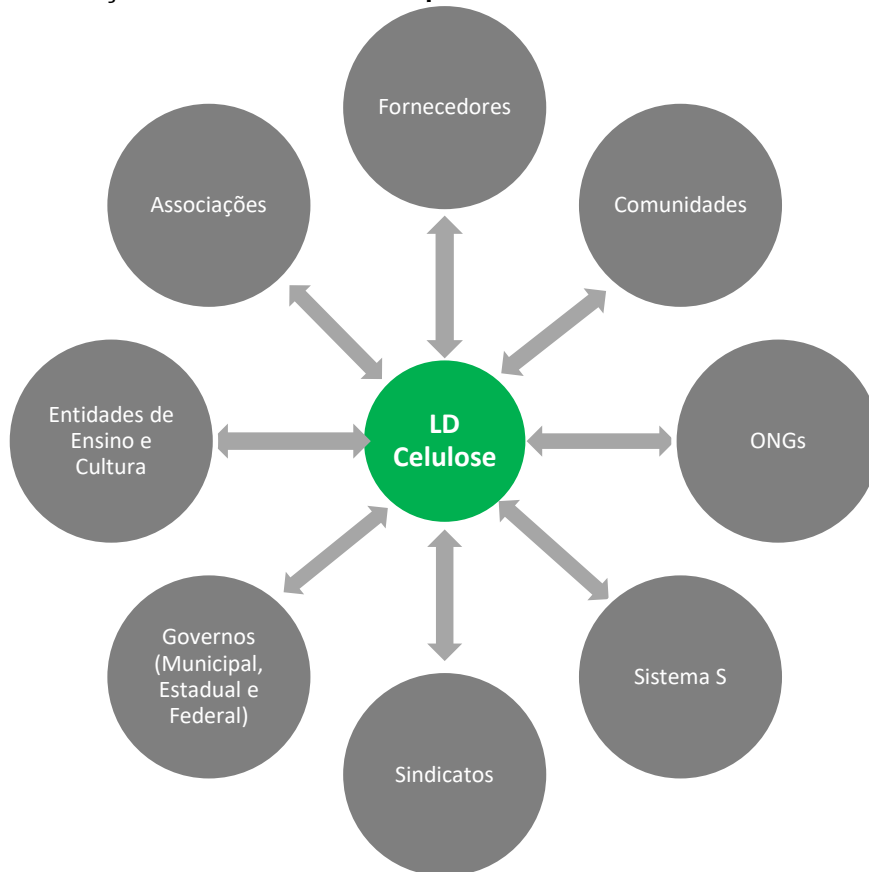 Fornecedores
Comunidades
ONGs
Sistema S
Sindicatos
Governos
(Municipal,
Estadual e
Federal)
Entidades de
Ensino e
Cultura
Associações
LD
Celulose